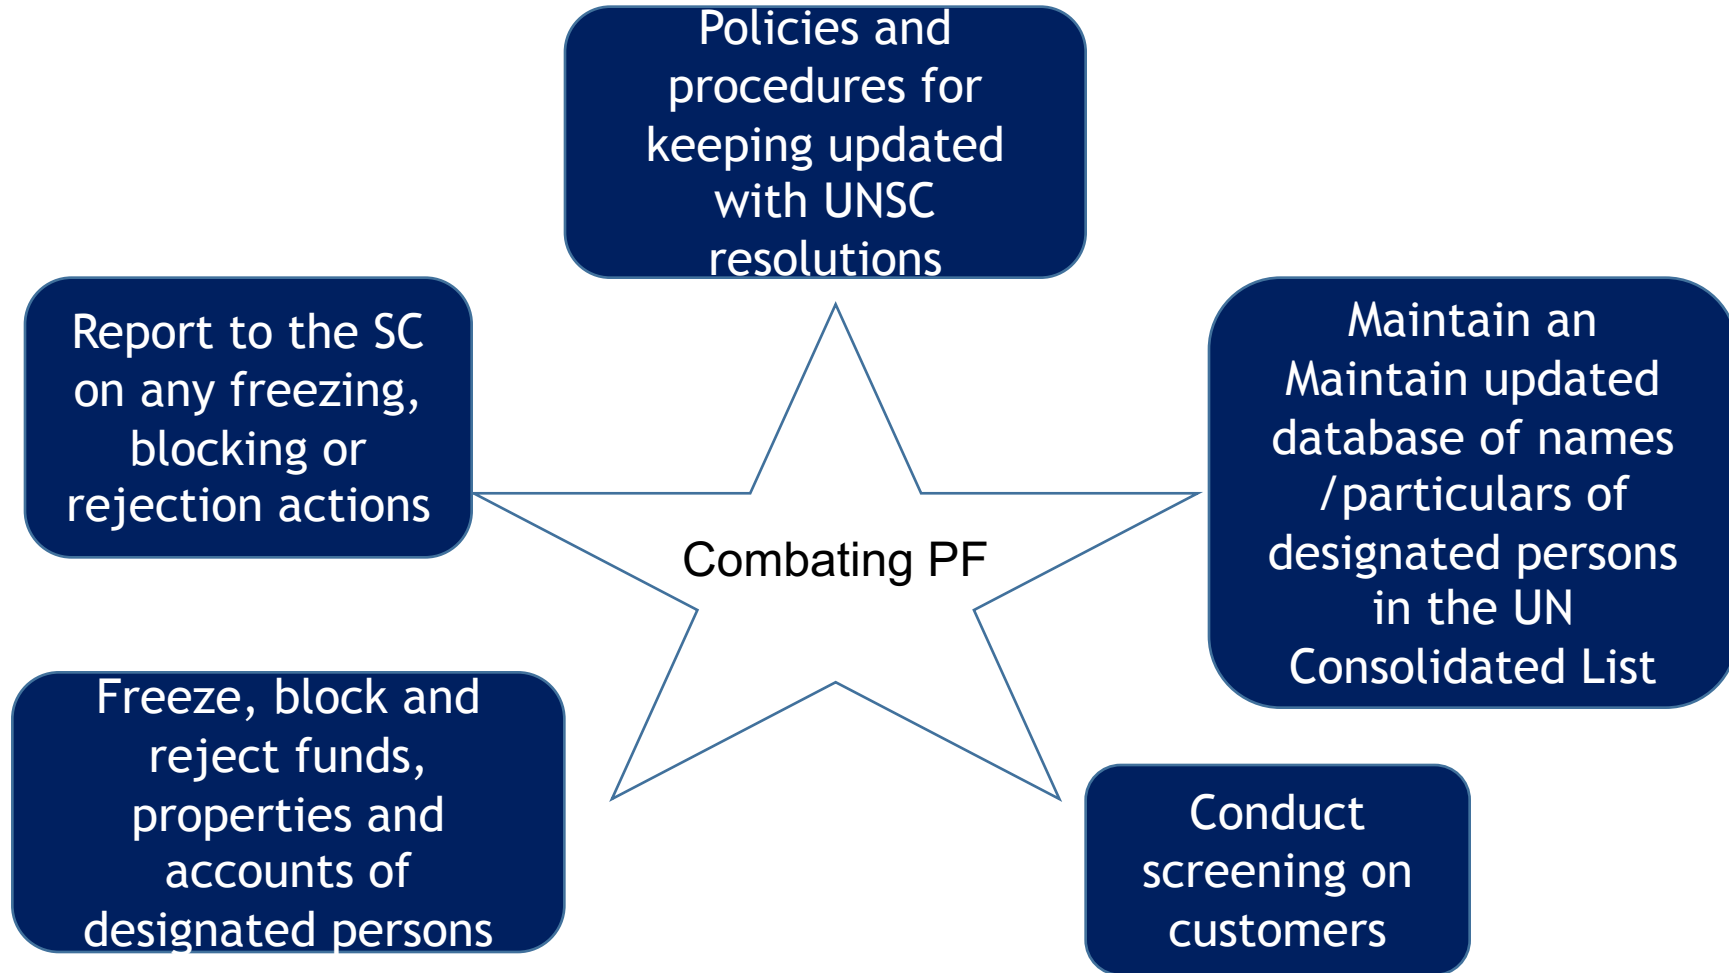 Policies and
procedures for
keeping updated
with UNSC
resolutions
Report to the SC
on any freezing,
blocking or
rejection actions
Maintain an
Maintain updated
database of names
/particulars of
designated persons
in the UN
Consolidated List
Combating PF
Freeze, block and
reject funds,
properties and
accounts of
designated persons
Conduct
screening on
customers